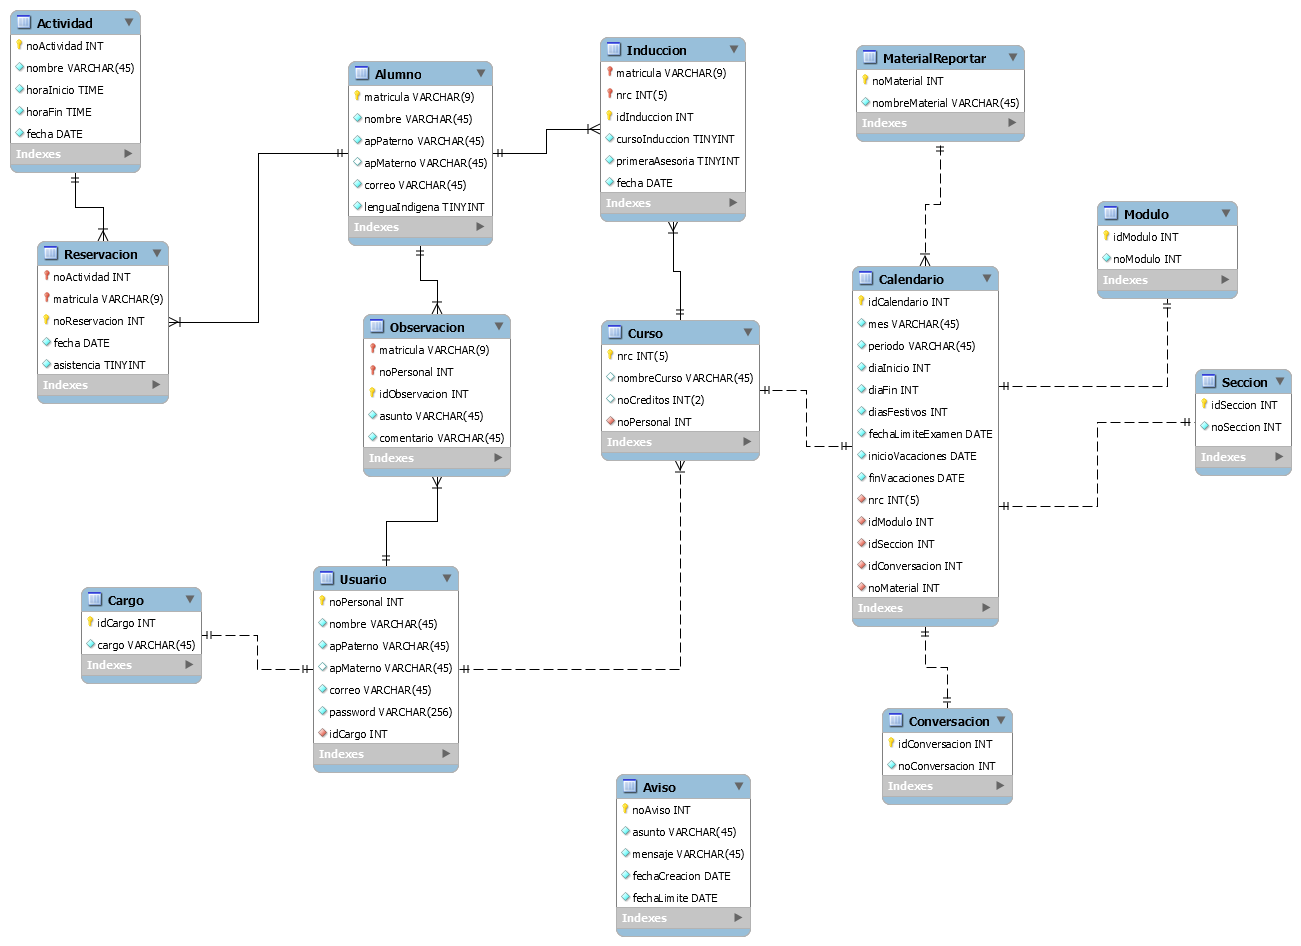 Actividad
noActividad INT
nombre VARCHAR(45)
horaInicio TIME
horaFin TIME
fecha DATE
Indexes
Alumno
matricula VARCHAR(9)
nombre VARCHAR(45)
apPaterno VARCHAR(45)
apMaterno VARCHAR(45)
correo VARCHAR(45)
lenguaIndigena TINYINT
Indexes
Induccion
matricula VARCHAR(9)
nrc INT(5)
idInduccion INT
cursoInduccion TINYINT
primeraAsesoria TINYINT
fecha DATE
Indexes
MaterialReportar
noMaterial INT
nombreMaterial VARCHAR(45)
Indexes
Modulo
idModulo INT
noModulo INT
Indexes
Reservacion
noActividad INT
matricula VARCHAR(9)
noReservacion INT
fecha DATE
asistencia TINYINT
Indexes
Observacion
matricula VARCHAR(9)
noPersonal INT
idObservacion INT
asunto VARCHAR(45)
comentario VARCHAR(45)
Indexes
Curso
nrc INT(5)
nombreCurso VARCHAR(45)
noCreditos INT(2)
noPersonal INT
Indexes
Calendario
idCalendario INT
mes VARCHAR(45)
periodo VARCHAR(45)
diaInicio INT
diaFin INT
diasFestivos INT
fechaLimiteExamen DATE
inicioVacaciones DATE
finVacaciones DATE
nrc INT(5)
idModulo INT
idSeccion INT
idConversacion INT
noMaterial INT
Indexes
Seccion
idSeccion INT
noSeccion INT
Indexes
Cargo
idCargo INT
cargo VARCHAR(45)
Indexes
Usuario
noPersonal INT
nombre VARCHAR(45)
apPaterno VARCHAR(45)
apMaterno VARCHAR(45)
correo VARCHAR(45)
password VARCHAR(256)
idCargo INT
Indexes
Conversacion
idConversacion INT
noConversacion INT
Indexes
Aviso
noAviso INT
asunto VARCHAR(45)
mensaje VARCHAR(45)
fechaCreacion DATE
fechaLimite DATE
Indexes